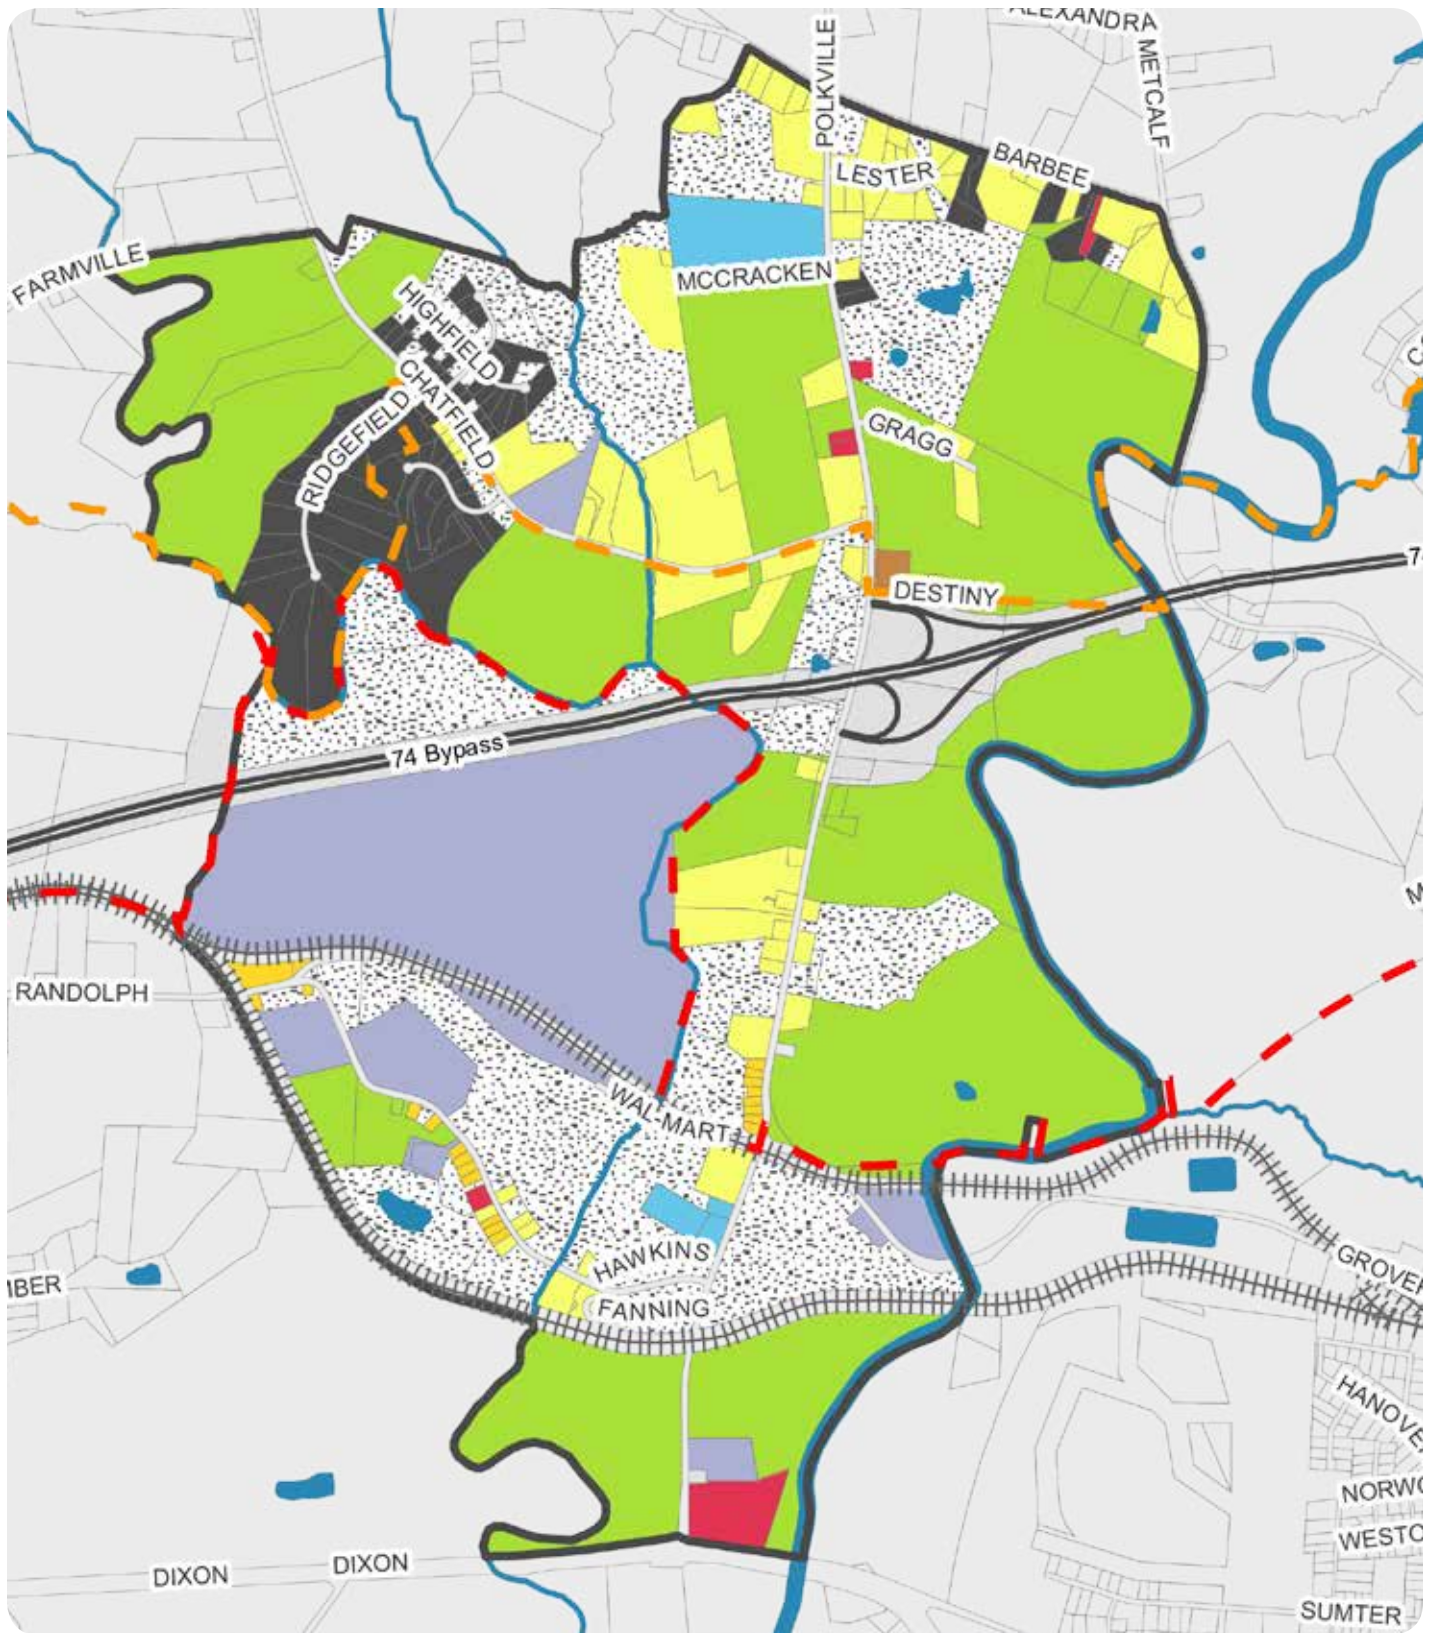 ALEXANDRA
POLKVILLE
METCALF
BARBEE
LESTER
FARMVILLE
MCCRACKEN
HIGHFIELD
CHATFIELD
RIDGEFIELD
GRAGG
DESTINY
74 Bypass
RANDOLPH
WAL-MART
HAWKINS
FANNING
DIXON
DIXON
SUMTER